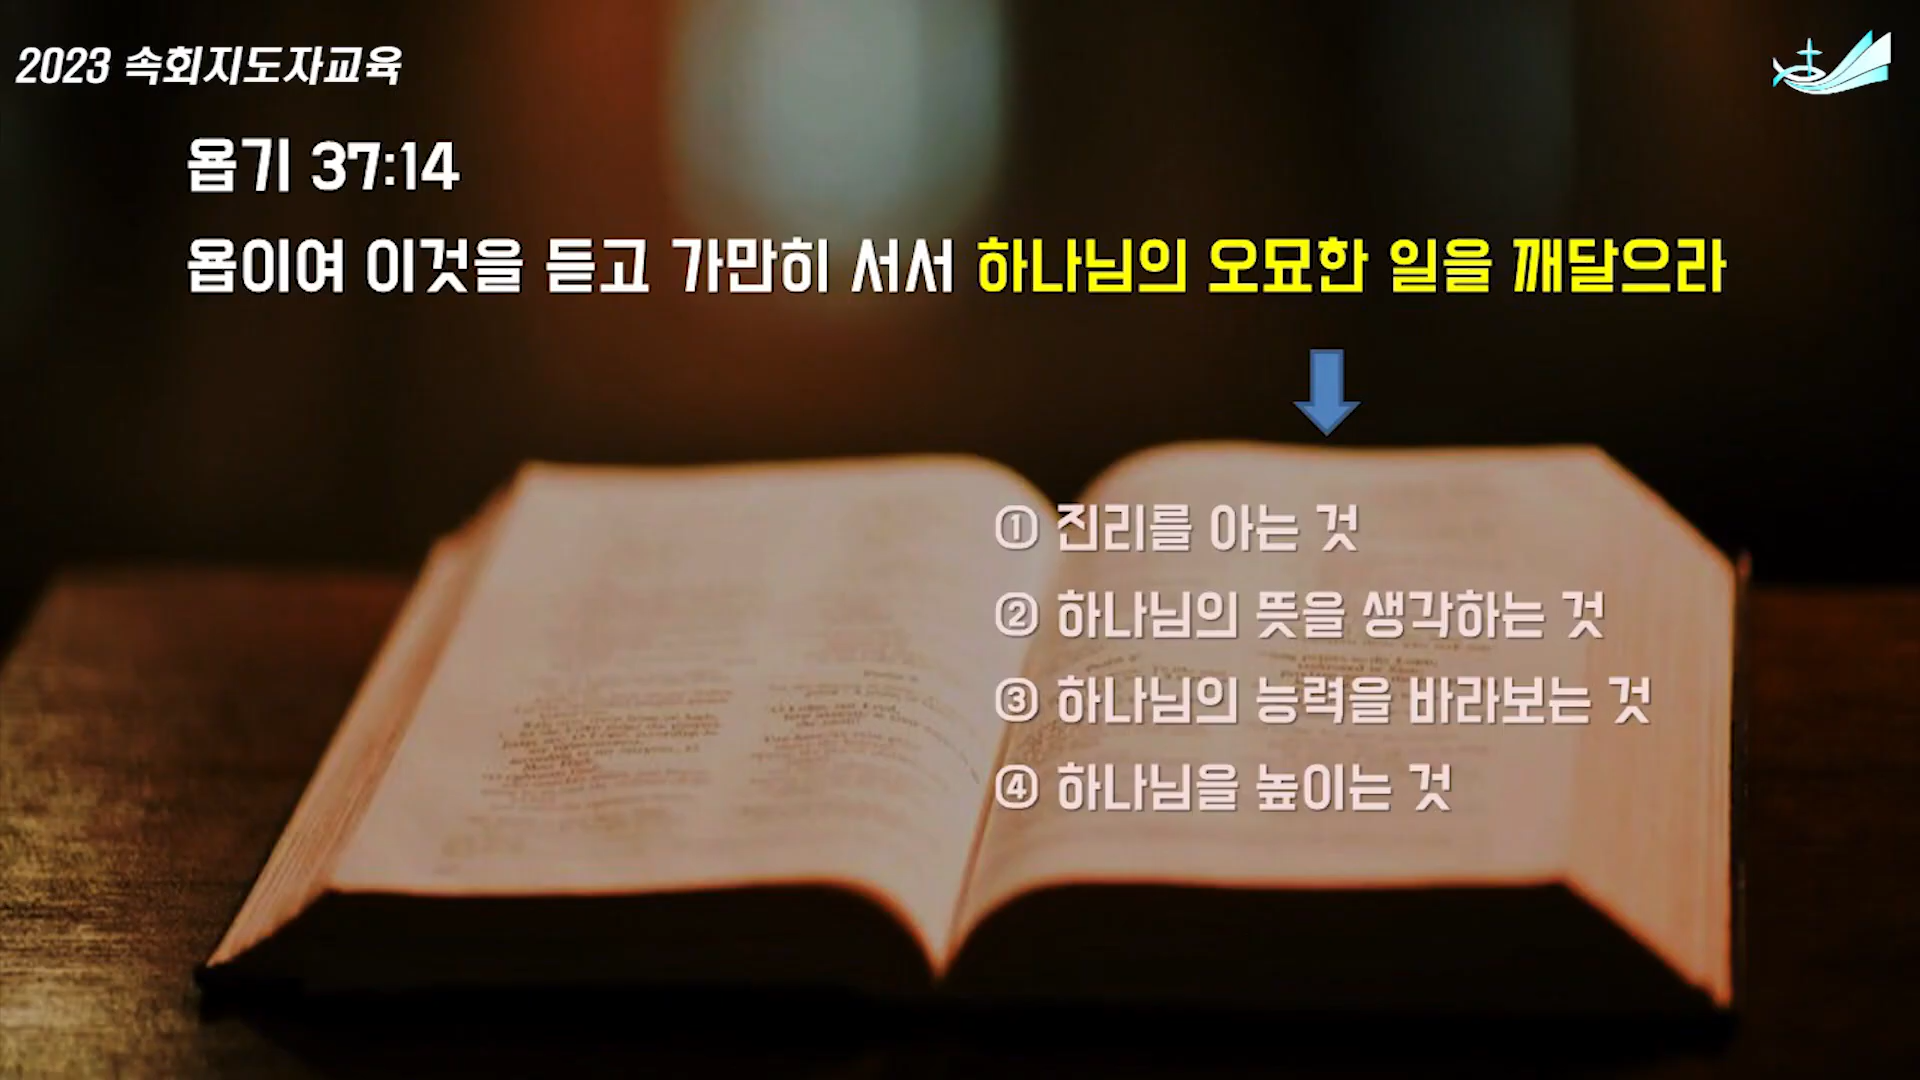 2023 속회지도자교육
욥기 37:14
욥이여 이것을 듣고 가만히 서서 하나님의 오묘한 일을 깨달으라
① 진리를 아는 것
② 하나님의 뜻을 생각하는 것
③ 하나님의 능력을 바라보는 것
④ 하나님을 높이는 것